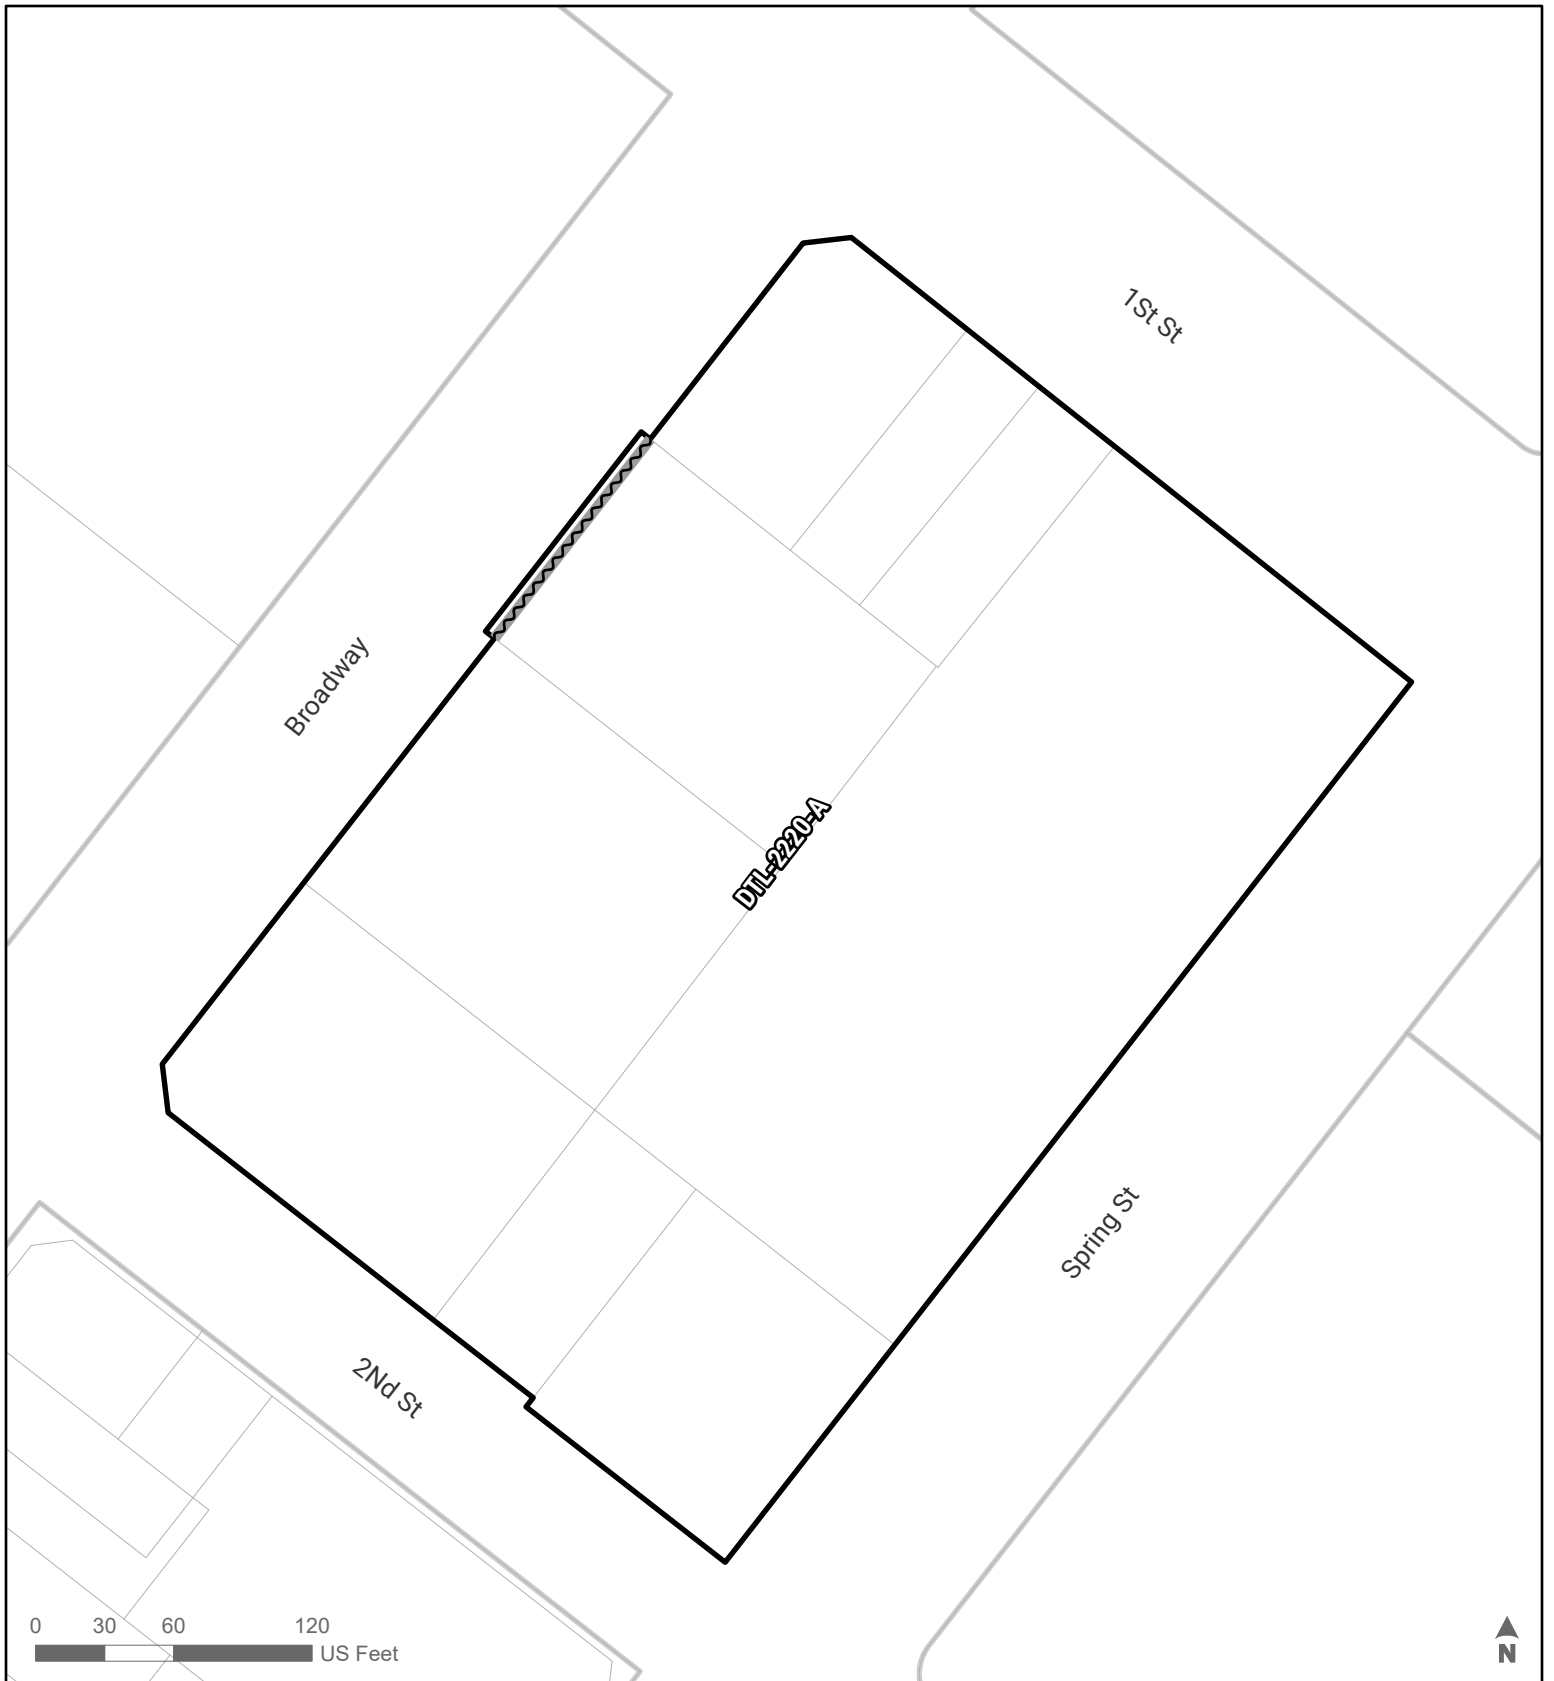 1St St
Broadway
DTL-2220-A
Spring St
2Nd St
0 30 60 120
US Feet
N